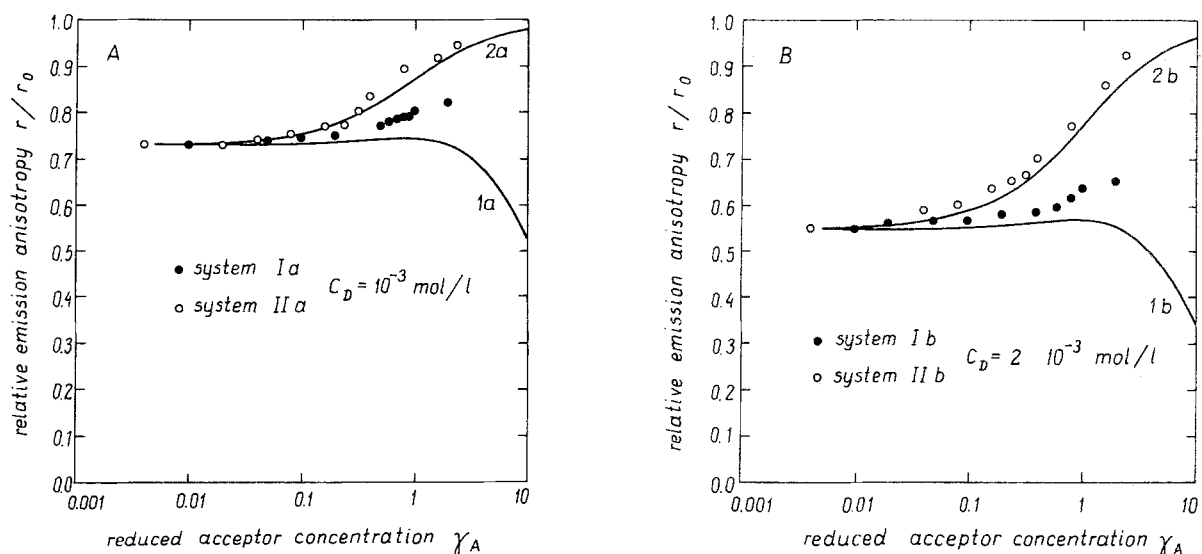 relative emission anisotropy r/r₀
1.0
0.9
0.8
0.7
0.6
0.5
0.4
0.3
0.2
0.1
0.0
A
2a
1a
● system I a
○ system II a
C_D = 10⁻³ mol/l
0.001
0.01
0.1
1
10
reduced acceptor concentration γ_A
relative emission anisotropy r/r₀
1.0
0.9
0.8
0.7
0.6
0.5
0.4
0.3
0.2
0.1
0.0
B
2b
1b
● system I b
○ system II b
C_D = 2 10⁻³ mol/l
0.001
0.01
0.1
1
10
reduced acceptor concentration γ_A